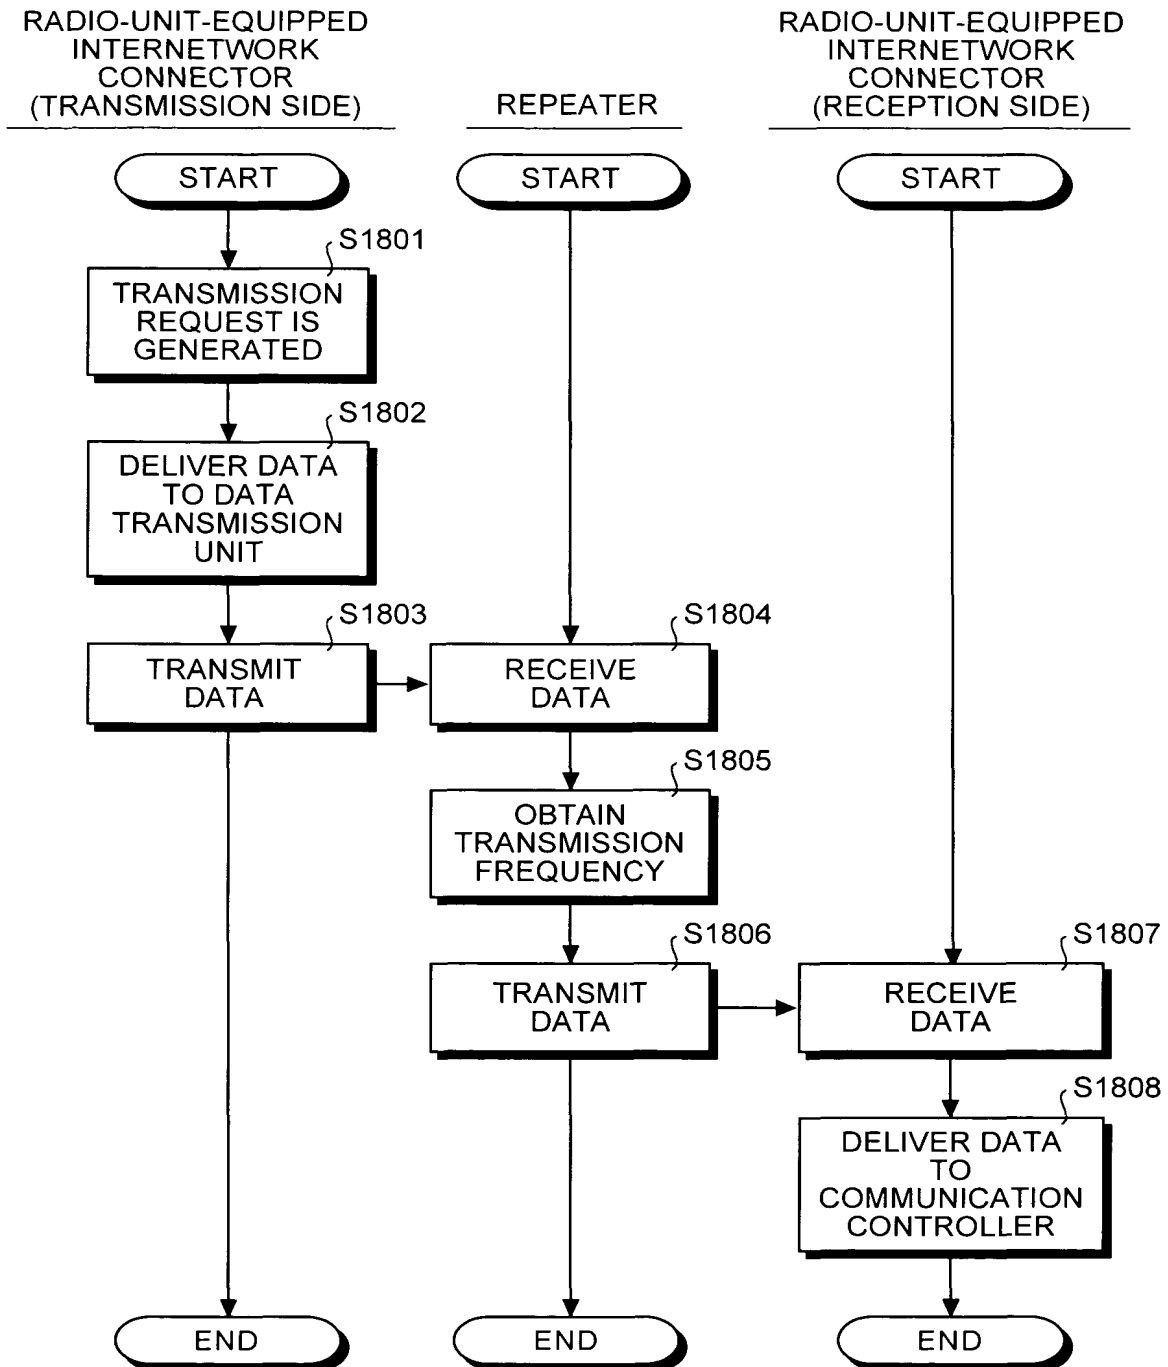 RADIO-UNIT-EQUIPPED
INTERNETWORK
CONNECTOR
(TRANSMISSION SIDE)
REPEATER
RADIO-UNIT-EQUIPPED
INTERNETWORK
CONNECTOR
(RECEPTION SIDE)
START
START
START
S1801
TRANSMISSION
REQUEST IS
GENERATED
S1802
DELIVER DATA
TO DATA
TRANSMISSION
UNIT
S1803
TRANSMIT
DATA
S1804
RECEIVE
DATA
S1805
OBTAIN
TRANSMISSION
FREQUENCY
S1806
TRANSMIT
DATA
S1807
RECEIVE
DATA
S1808
DELIVER DATA
TO
COMMUNICATION
CONTROLLER
END
END
END